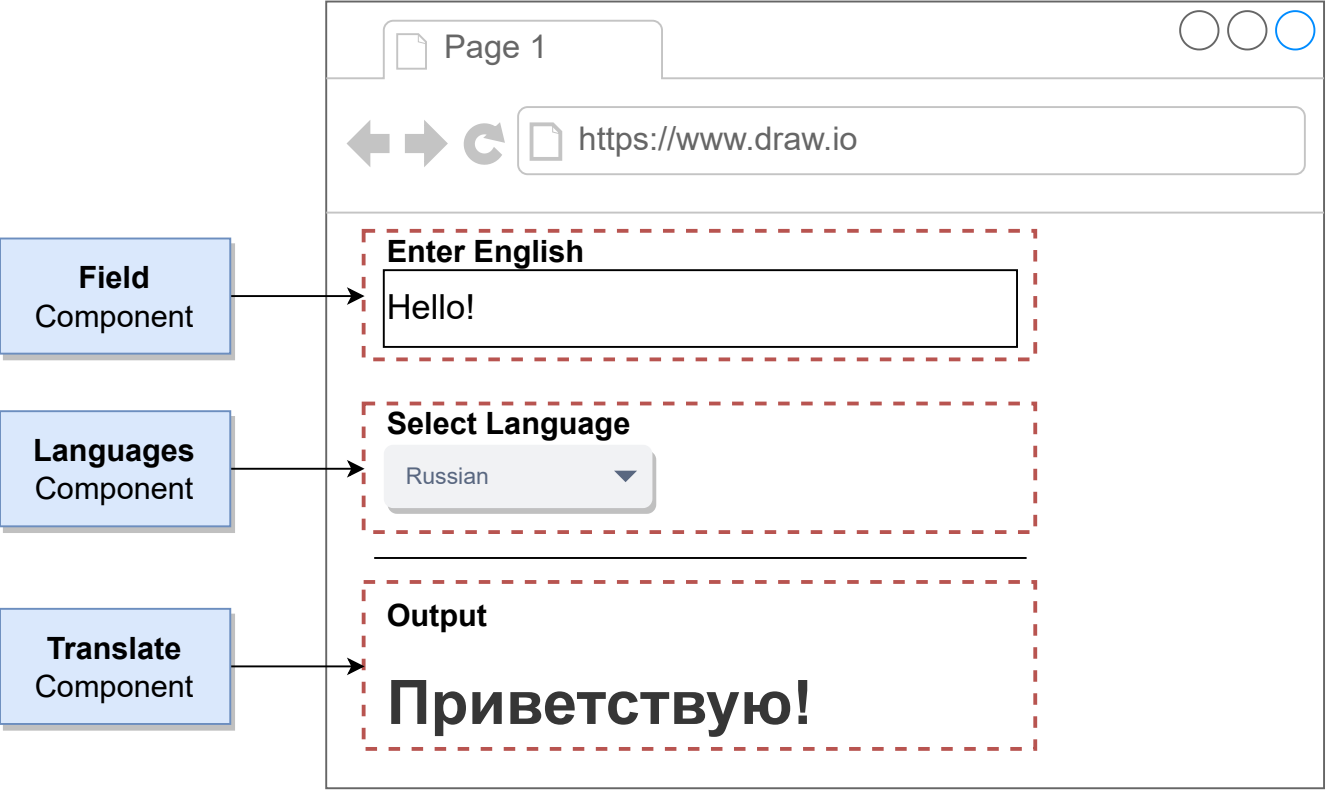 Page 1
https://www.draw.io
Field
Component
Enter English
Hello!
Languages
Component
Select Language
Russian
Translate
Component
Output
Приветствую!